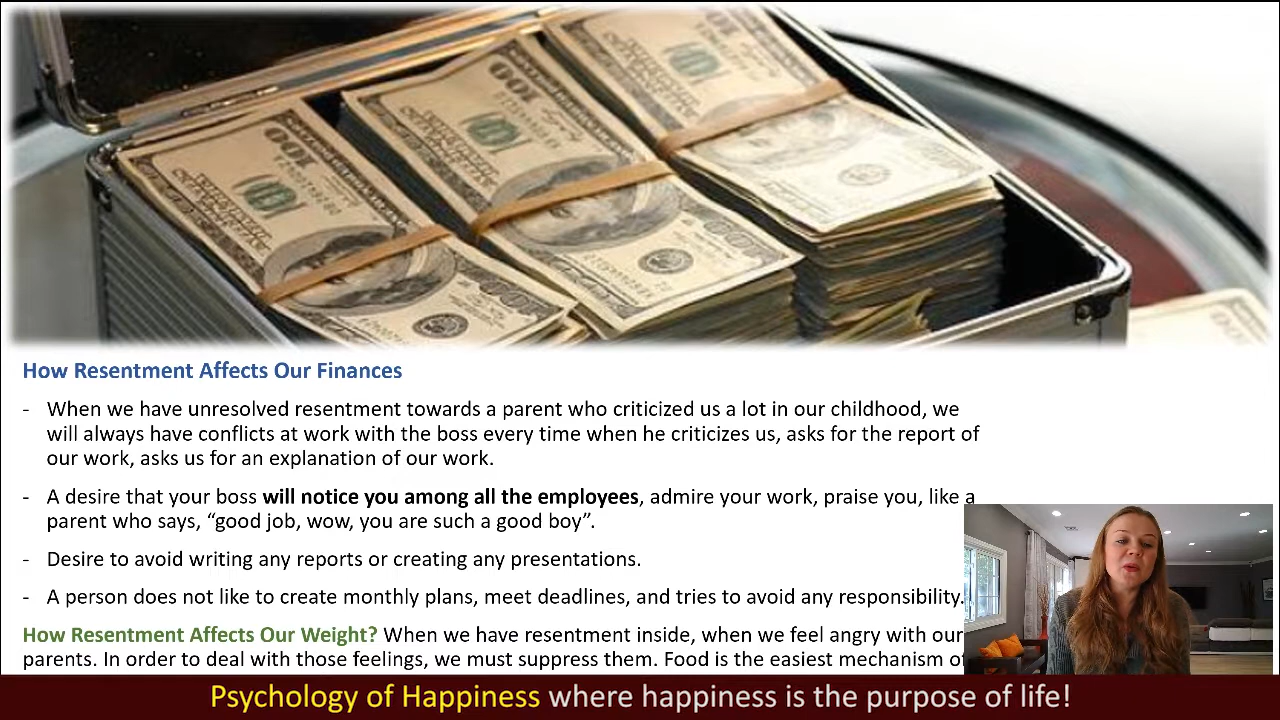 How Resentment Affects Our Finances
- When we have unresolved resentment towards a parent who criticized us a lot in our childhood, we
will always have conflicts at work with the boss every time when he criticizes us, asks for the report of
our work, asks us for an explanation of our work.
- A desire that your boss will notice you among all the employees, admire your work, praise you, like a
parent who says, “good job, wow, you are such a good boy”.
- Desire to avoid writing any reports or creating any presentations.
- A person does not like to create monthly plans, meet deadlines, and tries to avoid any responsibility.
How Resentment Affects Our Weight? When we have resentment inside, when we feel angry with our
parents. In order to deal with those feelings, we must suppress them. Food is the easiest mechanism of
Psychology of Happiness where happiness is the purpose of life!